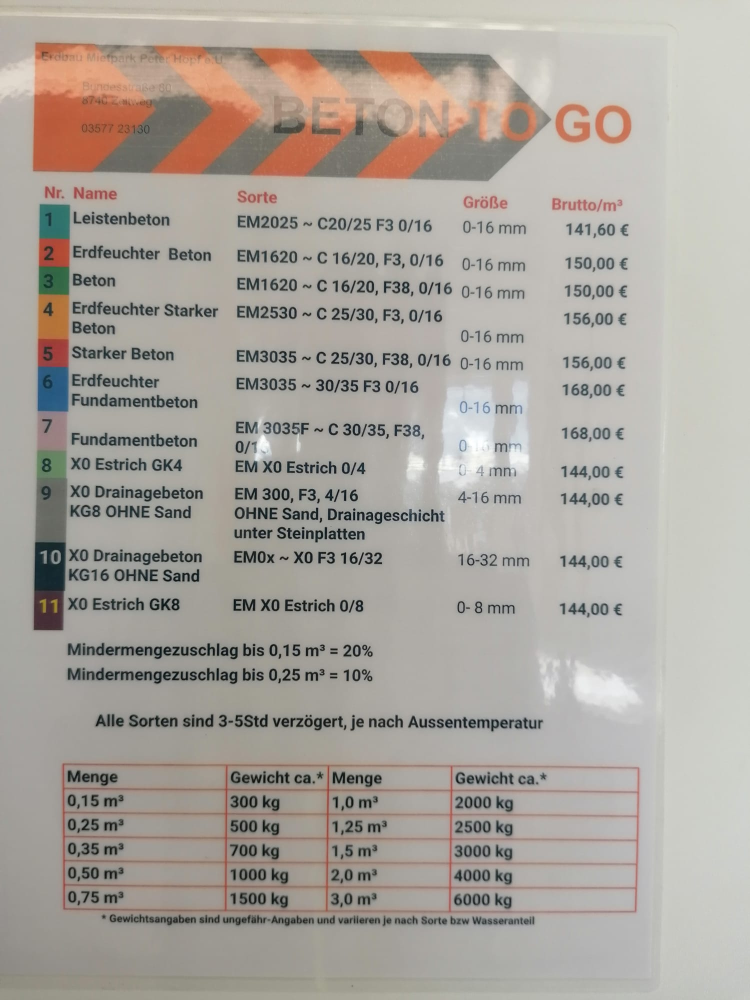 Erdbau Mietpark Peter Hopf e.U.
Bundesstraße 80
8740 Zeltweg
03577 23130
BETON TO GO
Nr. Name Sorte Größe Brutto/m³
1 Leistenbeton EM2025 ~ C20/25 F3 0/16 0-16 mm 141,60 €
2 Erdfeuchter Beton EM1620 ~ C 16/20, F3, 0/16 0-16 mm 150,00 €
3 Beton EM1620 ~ C 16/20, F38, 0/16 0-16 mm 150,00 €
4 Erdfeuchter Starker EM2530 ~ C 25/30, F3, 0/16 156,00 €
Beton 0-16 mm
5 Starker Beton EM3035 ~ C 25/30, F38, 0/16 0-16 mm 156,00 €
6 Erdfeuchter EM3035 ~ 30/35 F3 0/16 168,00 €
Fundamentbeton 0-16 mm
7 EM 3035F ~ C 30/35, F38, 168,00 €
Fundamentbeton 0/16 0-16 mm
8 X0 Estrich GK4 EM X0 Estrich 0/4 0- 4 mm 144,00 €
9 X0 Drainagebeton EM 300, F3, 4/16 4-16 mm 144,00 €
KG8 OHNE Sand OHNE Sand, Drainageschicht
unter Steinplatten
10 X0 Drainagebeton EM0x ~ X0 F3 16/32 16-32 mm 144,00 €
KG16 OHNE Sand
11 X0 Estrich GK8 EM X0 Estrich 0/8 0- 8 mm 144,00 €
Mindermengezuschlag bis 0,15 m³ = 20%
Mindermengezuschlag bis 0,25 m³ = 10%
Alle Sorten sind 3-5Std verzögert, je nach Aussentemperatur
Menge Gewicht ca.* Menge Gewicht ca.*
0,15 m³ 300 kg 1,0 m³ 2000 kg
0,25 m³ 500 kg 1,25 m³ 2500 kg
0,35 m³ 700 kg 1,5 m³ 3000 kg
0,50 m³ 1000 kg 2,0 m³ 4000 kg
0,75 m³ 1500 kg 3,0 m³ 6000 kg
* Gewichtsangaben sind ungefähr-Angaben und variieren je nach Sorte bzw Wasseranteil